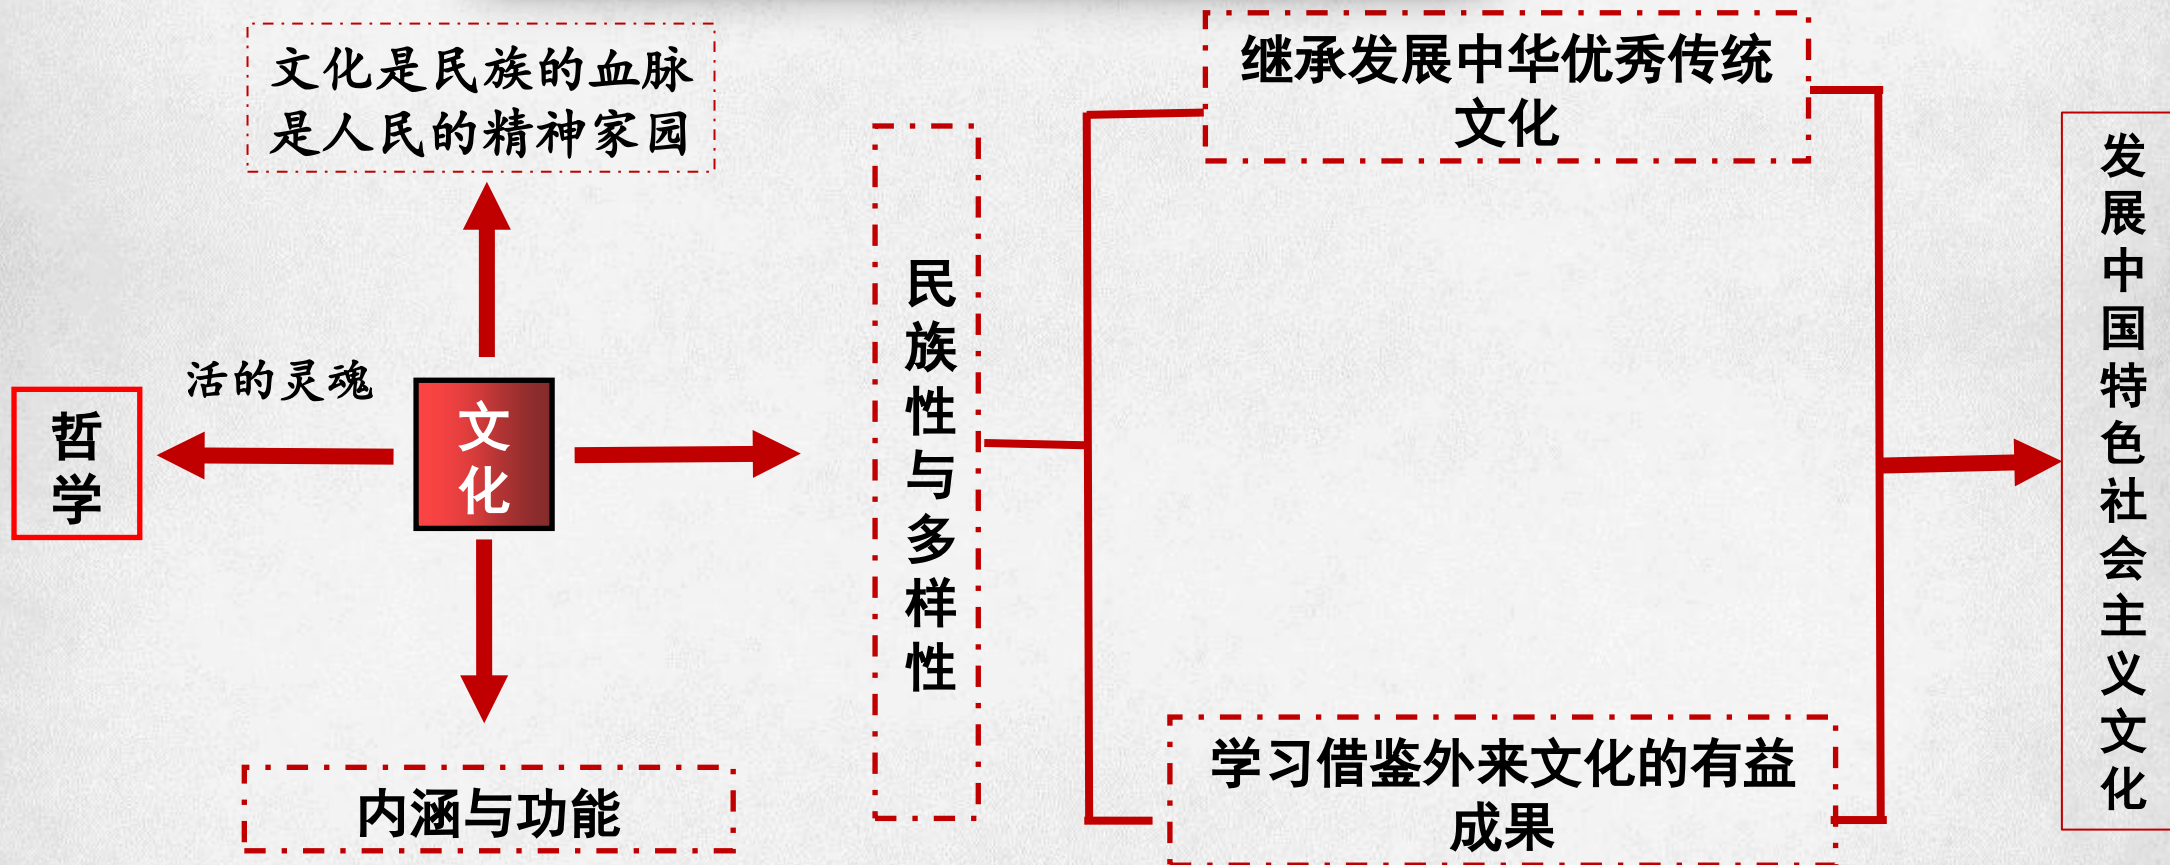 文化是民族的血脉
是人民的精神家园
活的灵魂
哲学
文化
内涵与功能
民族性与多样性
继承发展中华优秀传统
文化
学习借鉴外来文化的有益
成果
发展中国特色社会主义文化